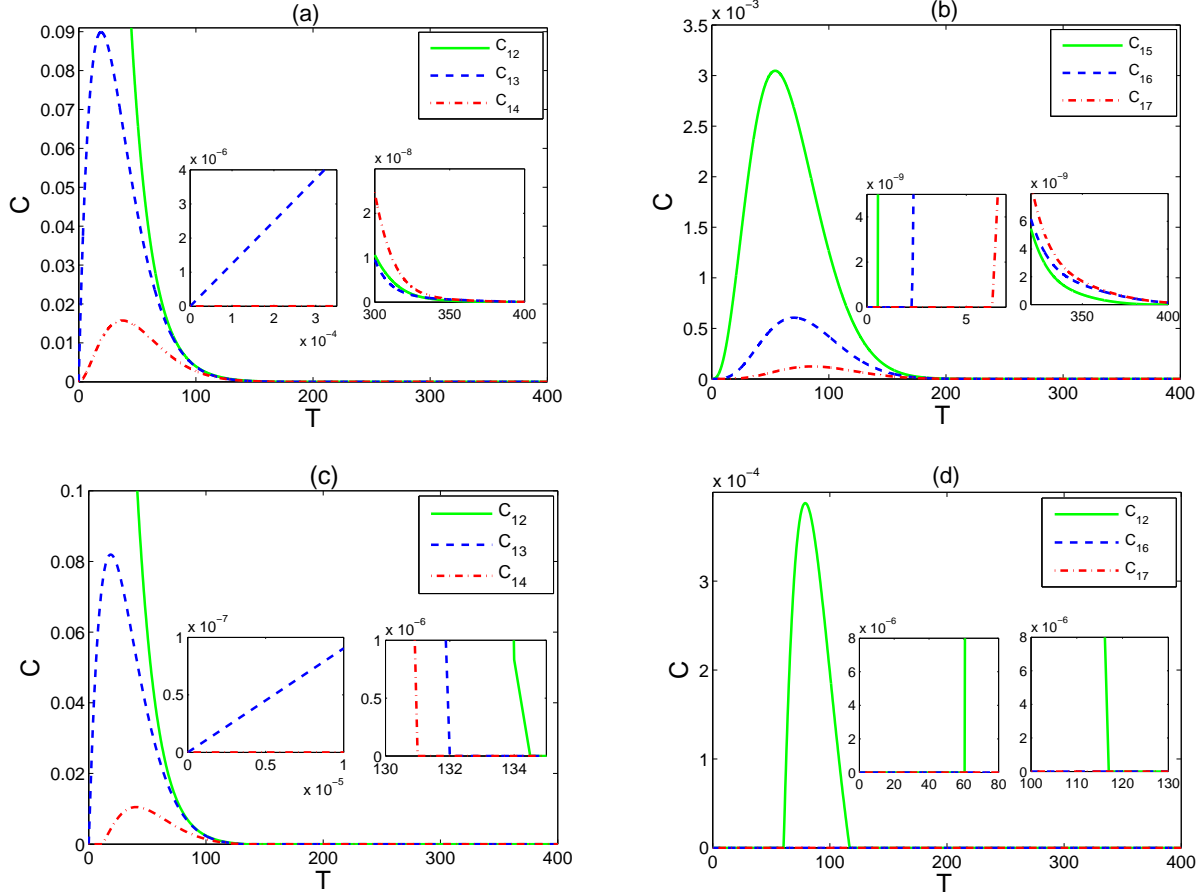 (a)
0.09
0.08
0.07
0.06
0.05
0.04
0.03
0.02
0.01
0
C
0 100 200 300 400
T
C12
C13
C14
x 10−6
4
3
2
1
0
0 1 2 3
x 10−4
x 10−8
2
1
0
300 350 400
(b)
x 10−3
3.5
3
2.5
2
1.5
1
0.5
0
C
0 100 200 300 400
T
C15
C16
C17
x 10−9
4
2
0
0 5
x 10−9
6
4
2
0
350 400
(c)
0.1
0.08
0.06
0.04
0.02
0
C
0 100 200 300 400
T
C12
C13
C14
x 10−7
1
0.5
0
0 0.5 1
x 10−5
x 10−6
1
0.5
0
130 132 134
(d)
x 10−4
4
3
2
1
0
C
0 100 200 300 400
T
C12
C16
C17
x 10−6
8
6
4
2
0
0 20 40 60 80
x 10−6
8
6
4
2
0
100 110 120 130